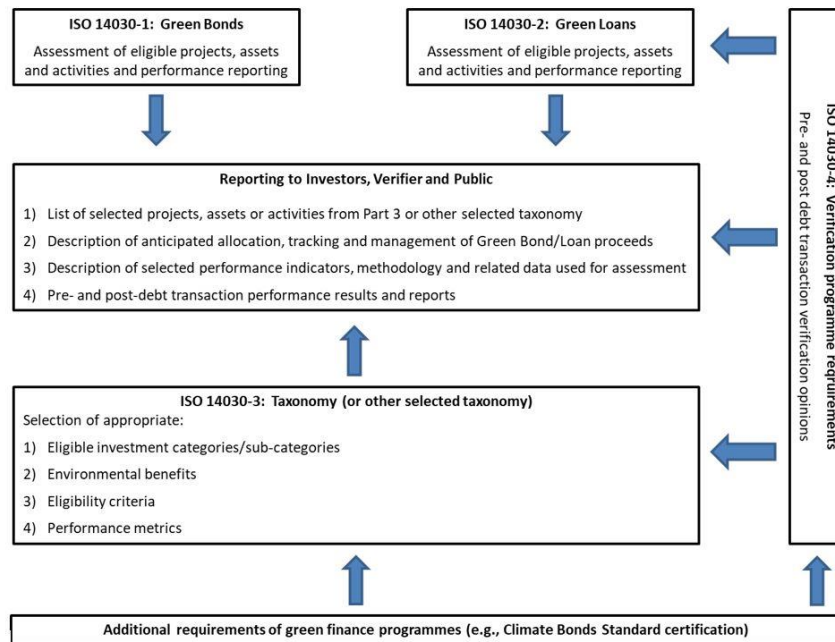 ISO 14030-1: Green Bonds
Assessment of eligible projects, assets
and activities and performance reporting
ISO 14030-2: Green Loans
Assessment of eligible projects, assets
and activities and performance reporting
Reporting to Investors, Verifier and Public
1) List of selected projects, assets or activities from Part 3 or other selected taxonomy
2) Description of anticipated allocation, tracking and management of Green Bond/Loan proceeds
3) Description of selected performance indicators, methodology and related data used for assessment
4) Pre- and post-debt transaction performance results and reports
ISO 14030-3: Taxonomy (or other selected taxonomy)
Selection of appropriate:
1) Eligible investment categories/sub-categories
2) Environmental benefits
3) Eligibility criteria
4) Performance metrics
ISO 14030-4: Verification programme reqruirements
Pre- and post debt transaction verification opinions
Additional requirements of green finance programmes (e.g., Climate Bonds Standard certification)